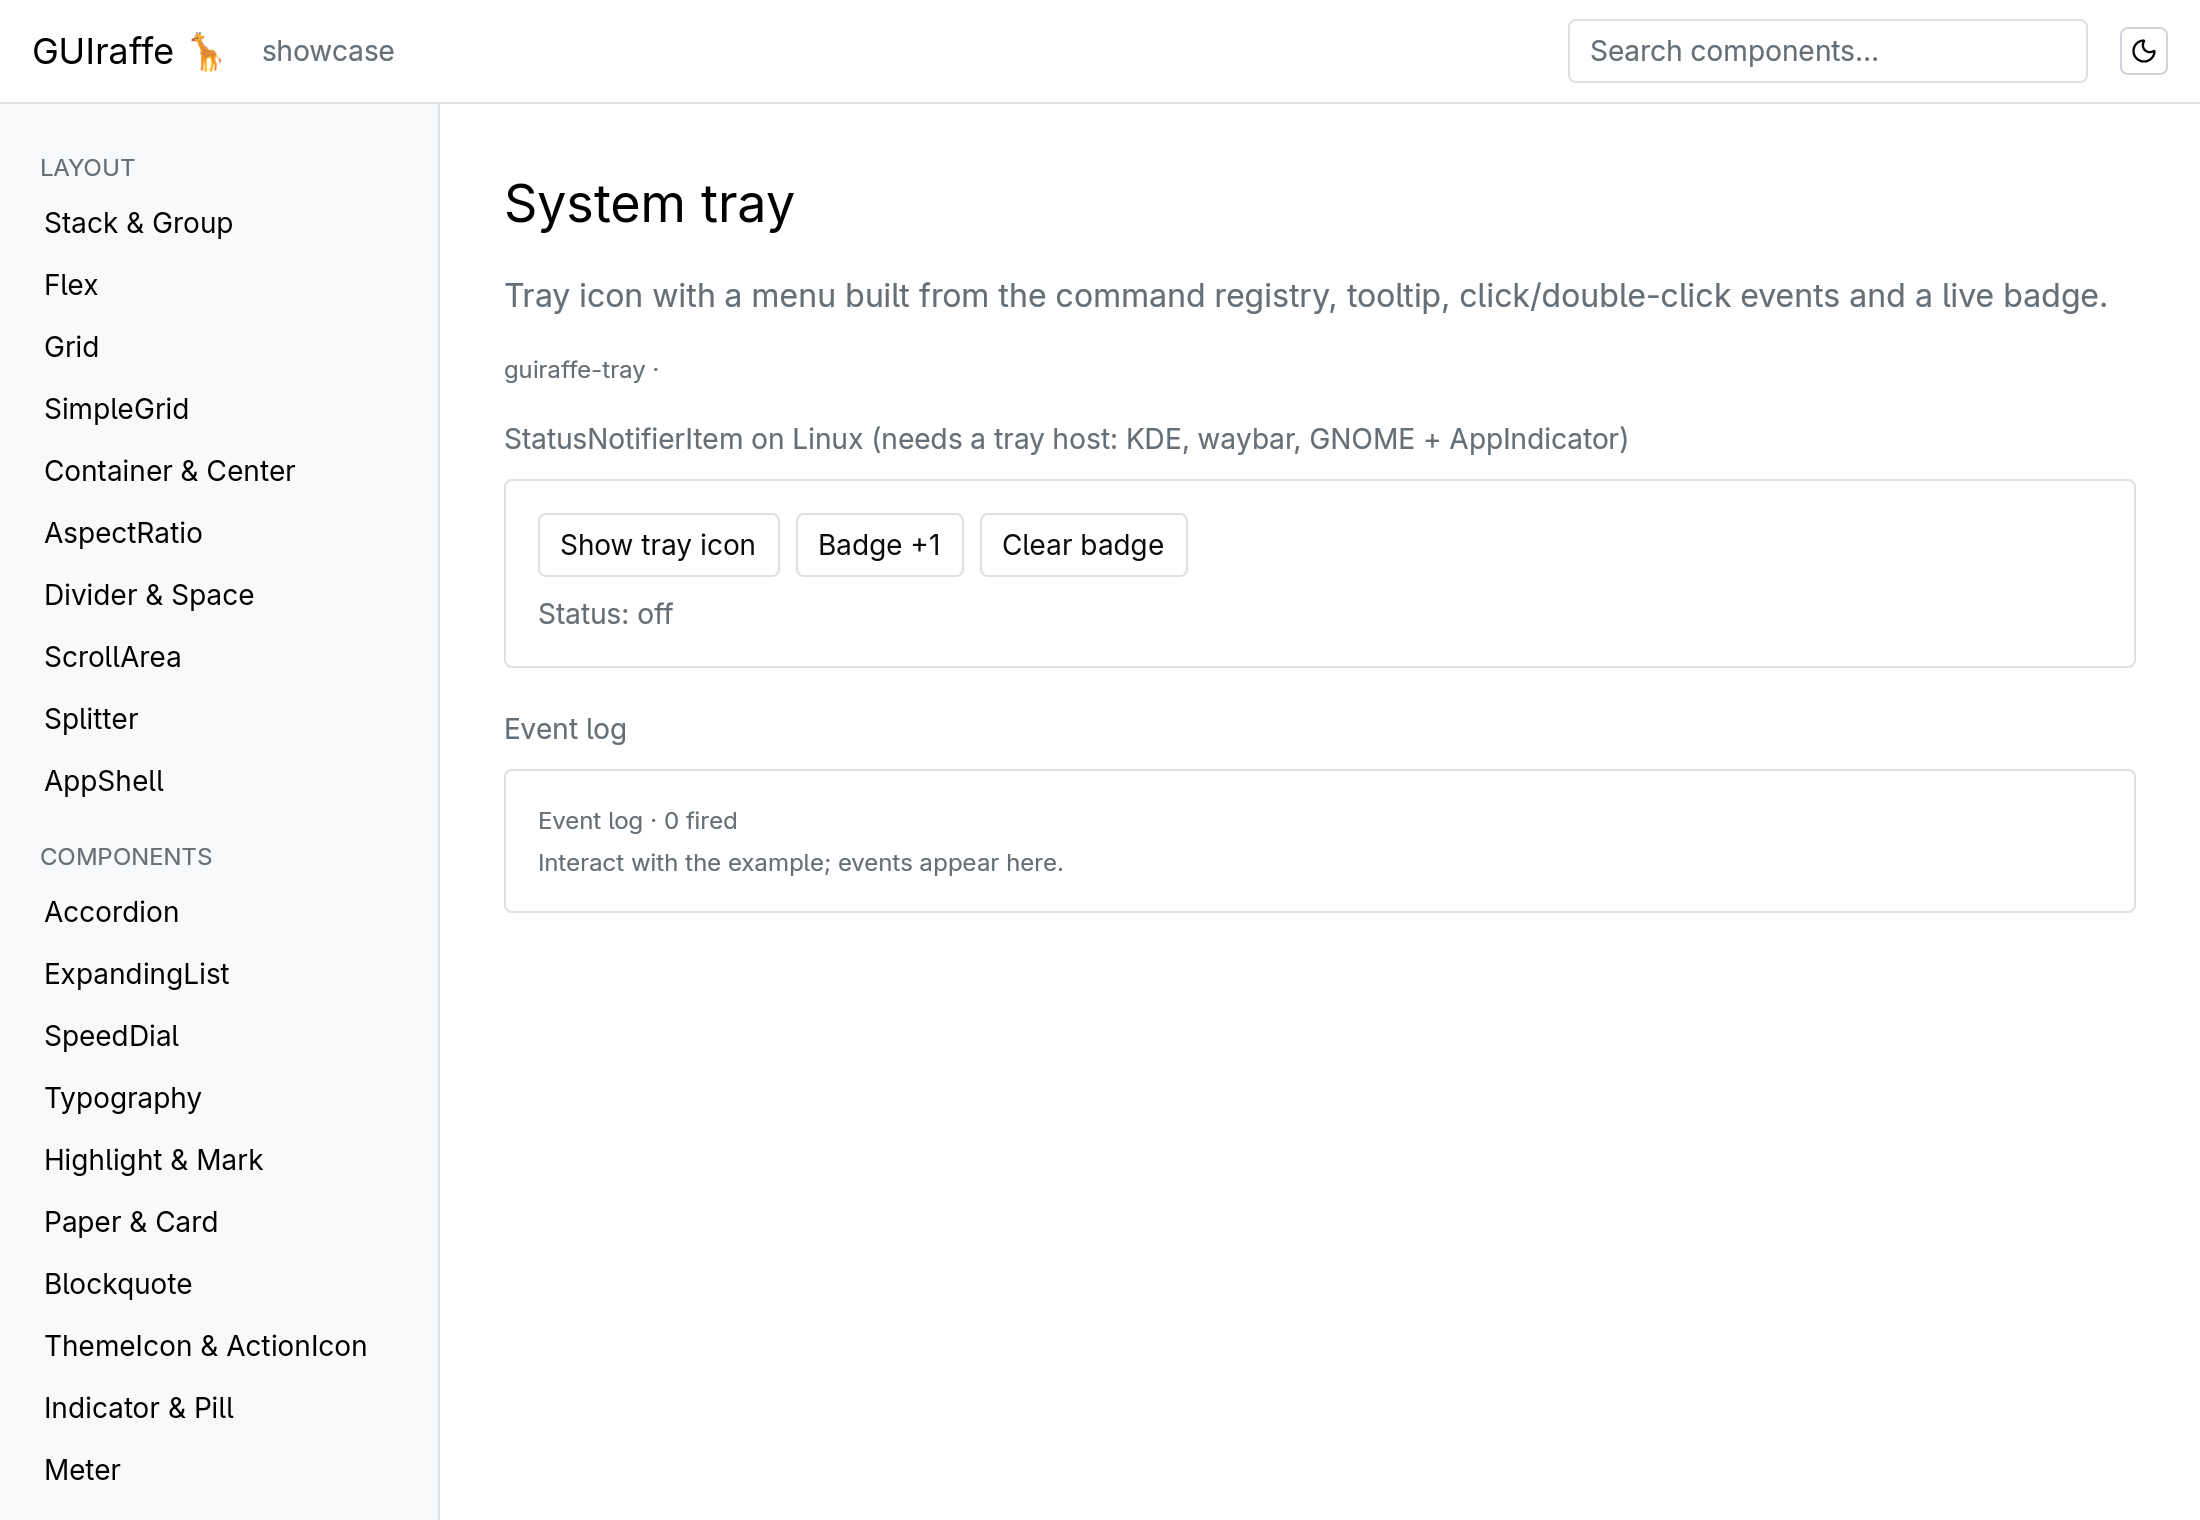 GUIraffe 🦒 showcase
Search components...
LAYOUT
Stack & Group
Flex
Grid
SimpleGrid
Container & Center
AspectRatio
Divider & Space
ScrollArea
Splitter
AppShell
COMPONENTS
Accordion
ExpandingList
SpeedDial
Typography
Highlight & Mark
Paper & Card
Blockquote
ThemeIcon & ActionIcon
Indicator & Pill
Meter
System tray
Tray icon with a menu built from the command registry, tooltip, click/double-click events and a live badge.
guiraffe-tray ·
StatusNotifierItem on Linux (needs a tray host: KDE, waybar, GNOME + AppIndicator)
Show tray icon
Badge +1
Clear badge
Status: off
Event log
Event log · 0 fired
Interact with the example; events appear here.